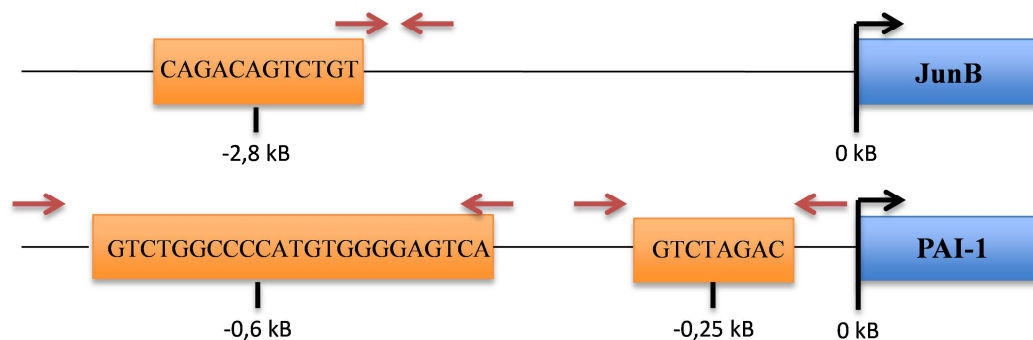 CAGACAGTCTGT
JunB
-2,8 kB
0 kB
GTCTGGCCCCATGTGGGGAGTCA
GTCTAGAC
PAI-1
-0,6 kB
-0,25 kB
0 kB